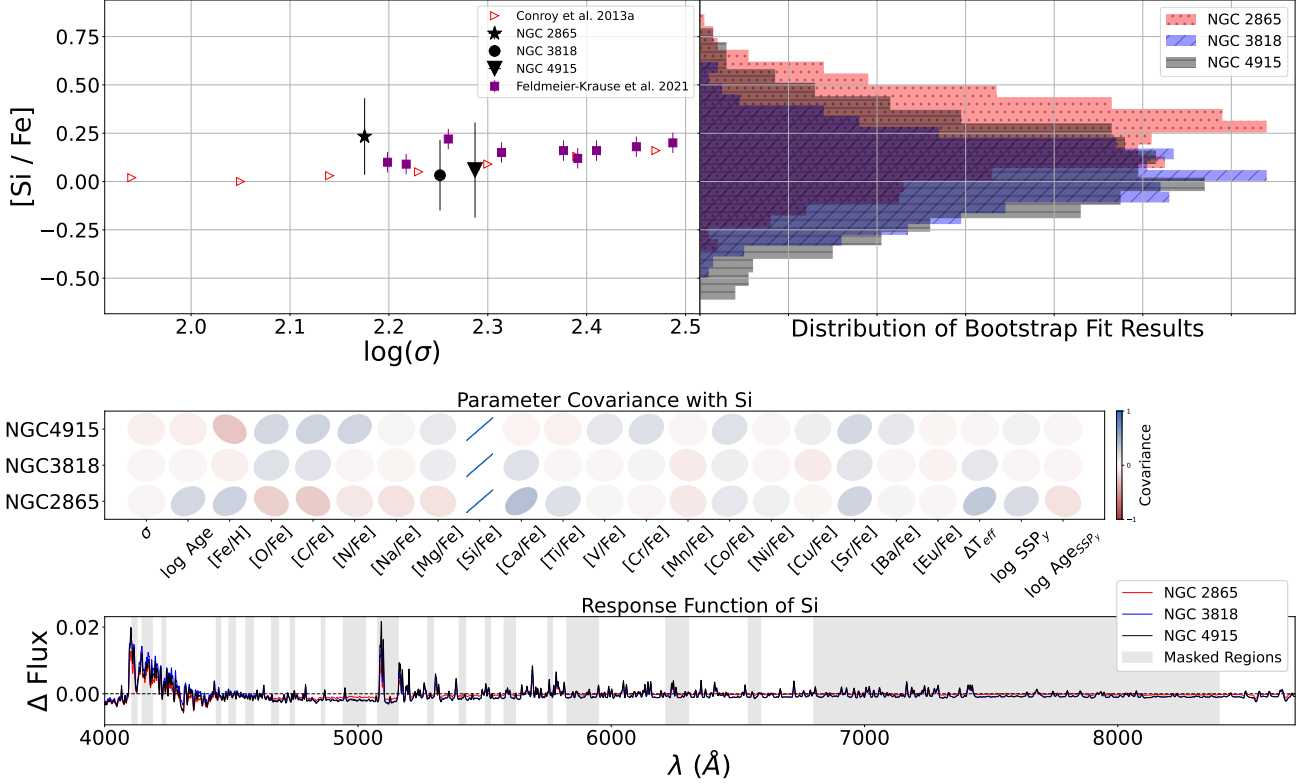 Conroy et al. 2013a
NGC 2865
NGC 3818
NGC 4915
Feldmeier-Krause et al. 2021
NGC 2865
NGC 3818
NGC 4915
[Si / Fe]
0.75
0.50
0.25
0.00
−0.25
−0.50
2.0 2.1 2.2 2.3 2.4 2.5
log(σ)
Distribution of Bootstrap Fit Results
Parameter Covariance with Si
NGC4915
NGC3818
NGC2865
1
0
−1
Covariance
σ
log Age
[Fe/H]
[O/Fe]
[C/Fe]
[N/Fe]
[Na/Fe]
[Mg/Fe]
[Si/Fe]
[Ca/Fe]
[Ti/Fe]
[V/Fe]
[Cr/Fe]
[Mn/Fe]
[Co/Fe]
[Ni/Fe]
[Cu/Fe]
[Sr/Fe]
[Ba/Fe]
[Eu/Fe]
ΔT_eff
log SSP_y
log Age_SSP_y
Response Function of Si
NGC 2865
NGC 3818
NGC 4915
Masked Regions
Δ Flux
0.02
0.00
4000 5000 6000 7000 8000
λ (Å)